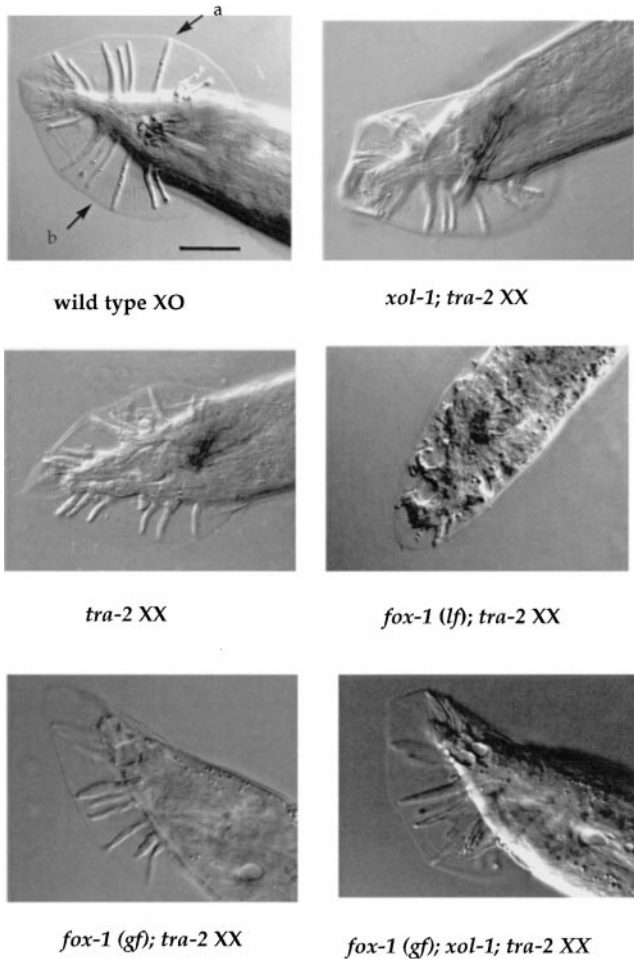 a
b
wild type XO
xol-1; tra-2 XX
tra-2 XX
fox-1 (lf); tra-2 XX
fox-1 (gf); tra-2 XX
fox-1 (gf); xol-1; tra-2 XX